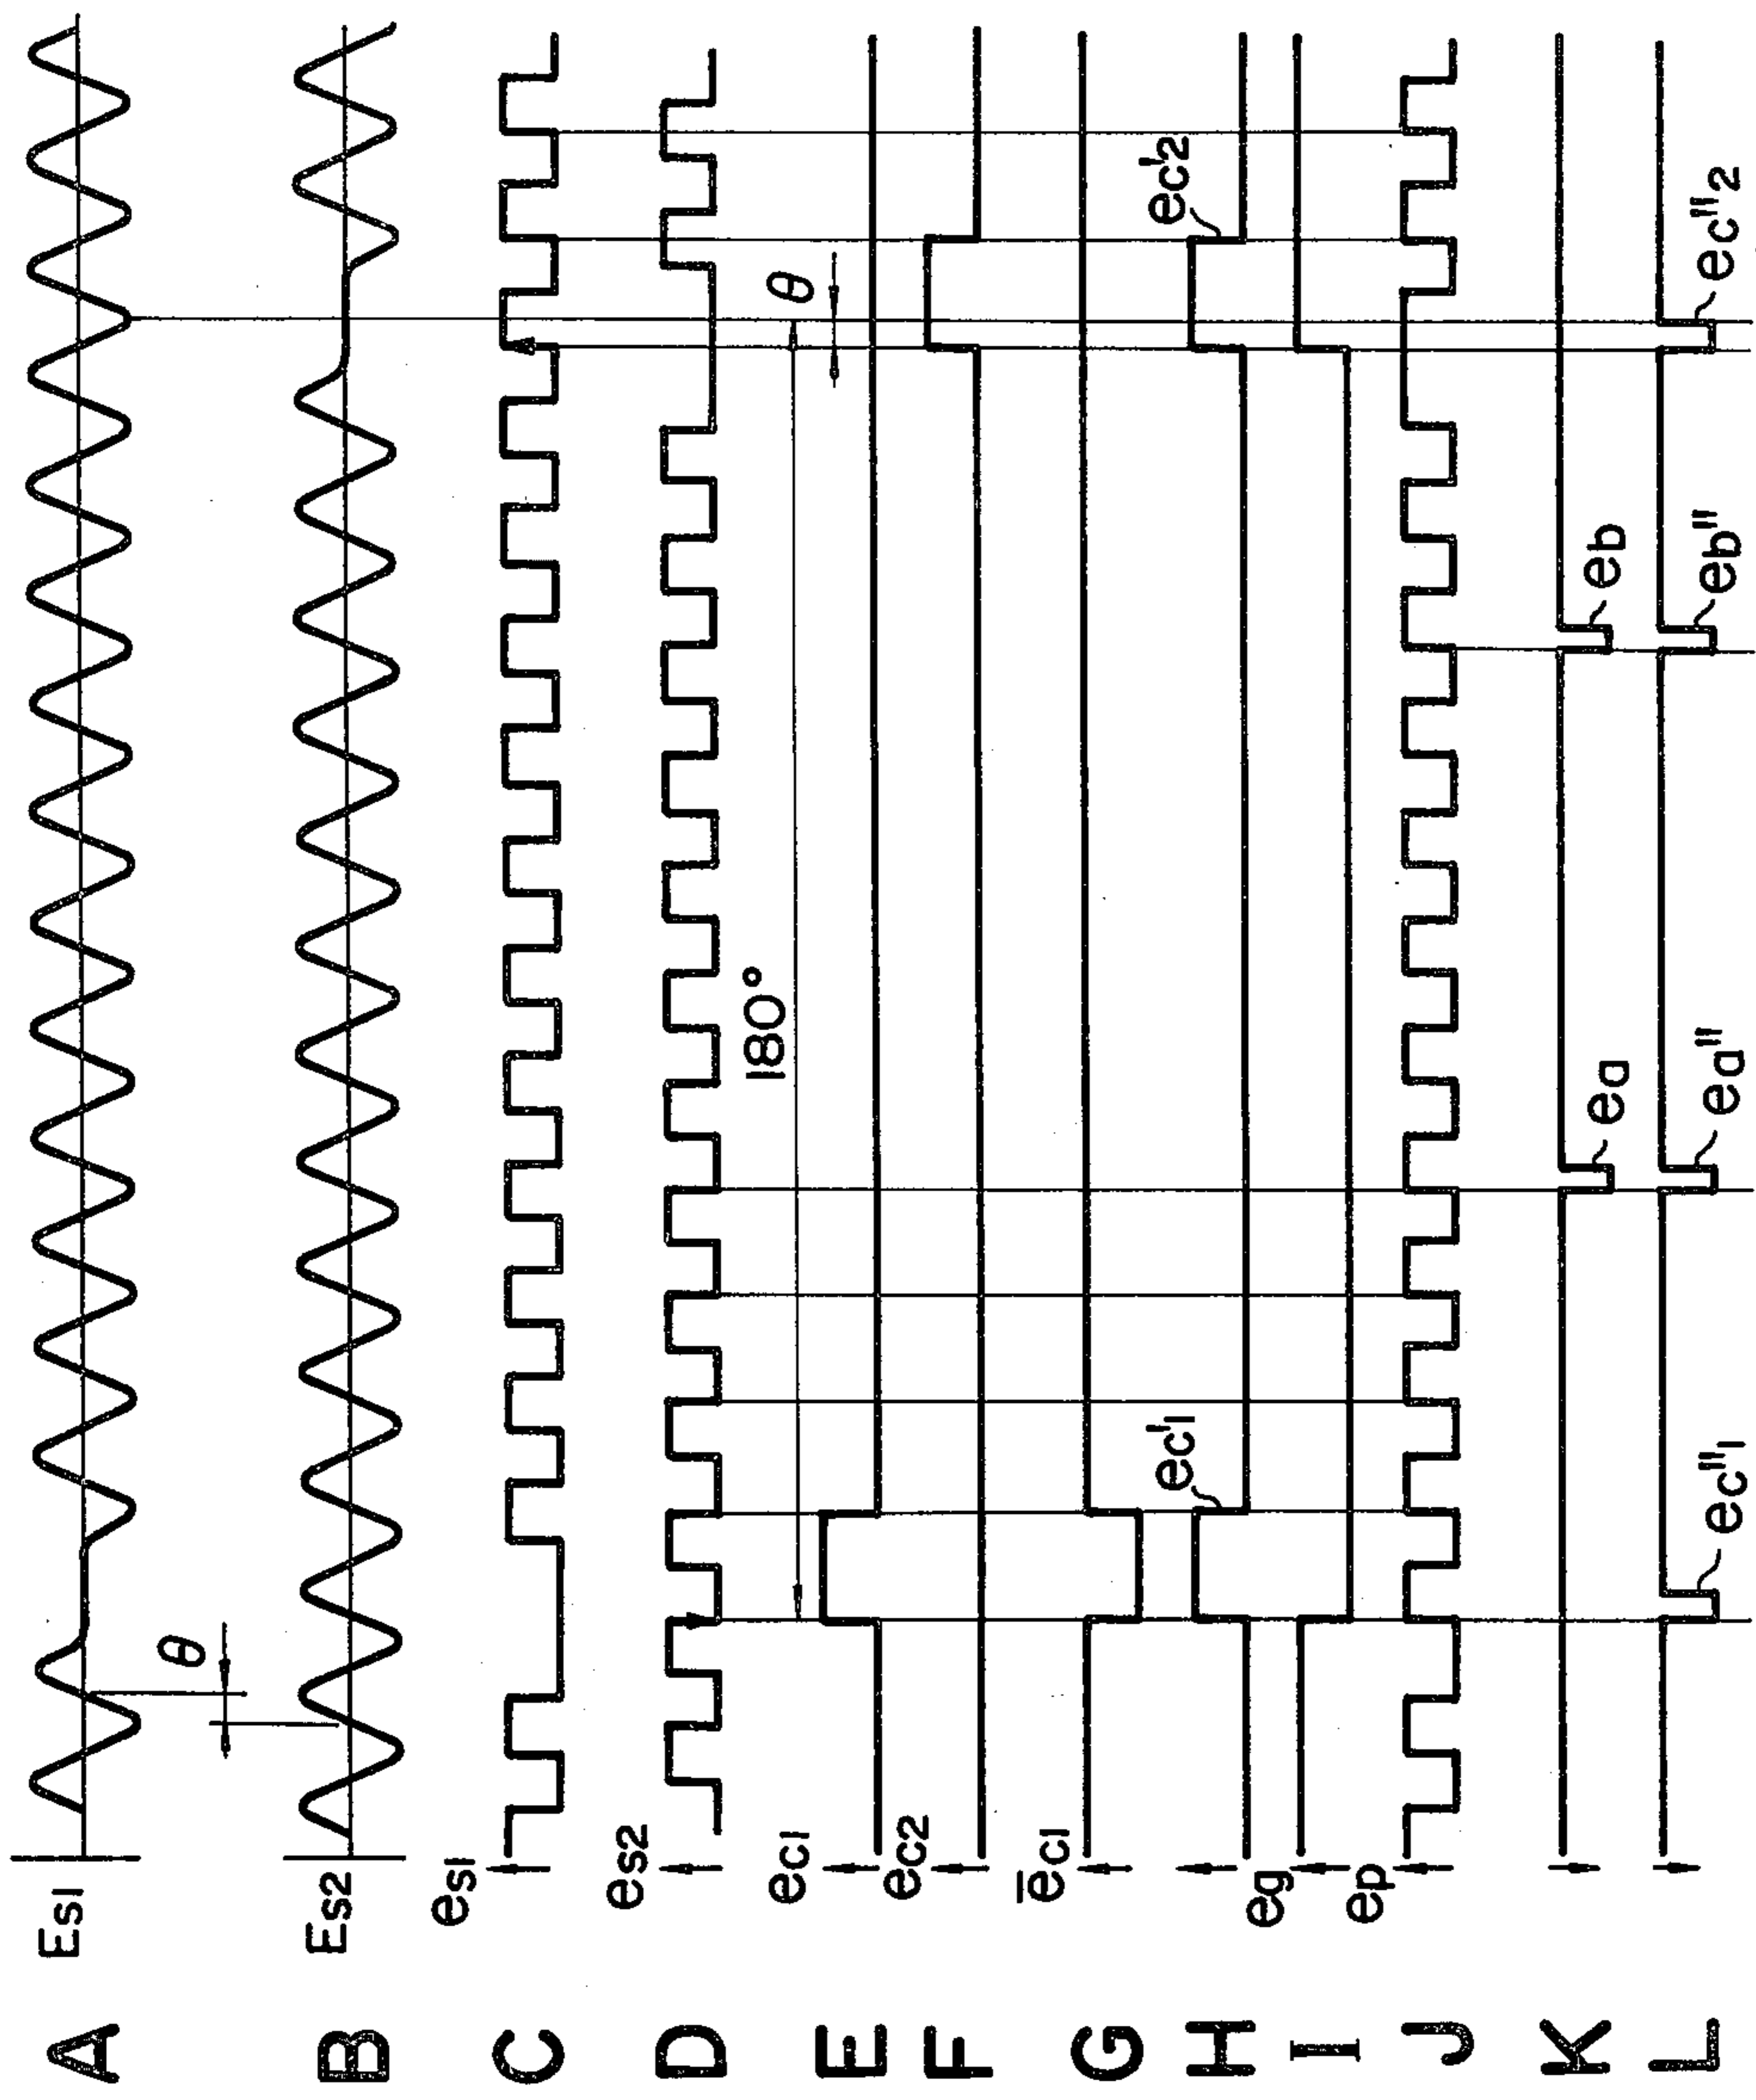 A Es1
θ
B Es2
C es1
D es2
180°
θ
E ec1
F ec2
G e̅c1
H ec'1 ec'2
I eg
J ep
K ea eb
L ec"1 ea" eb" ec"2